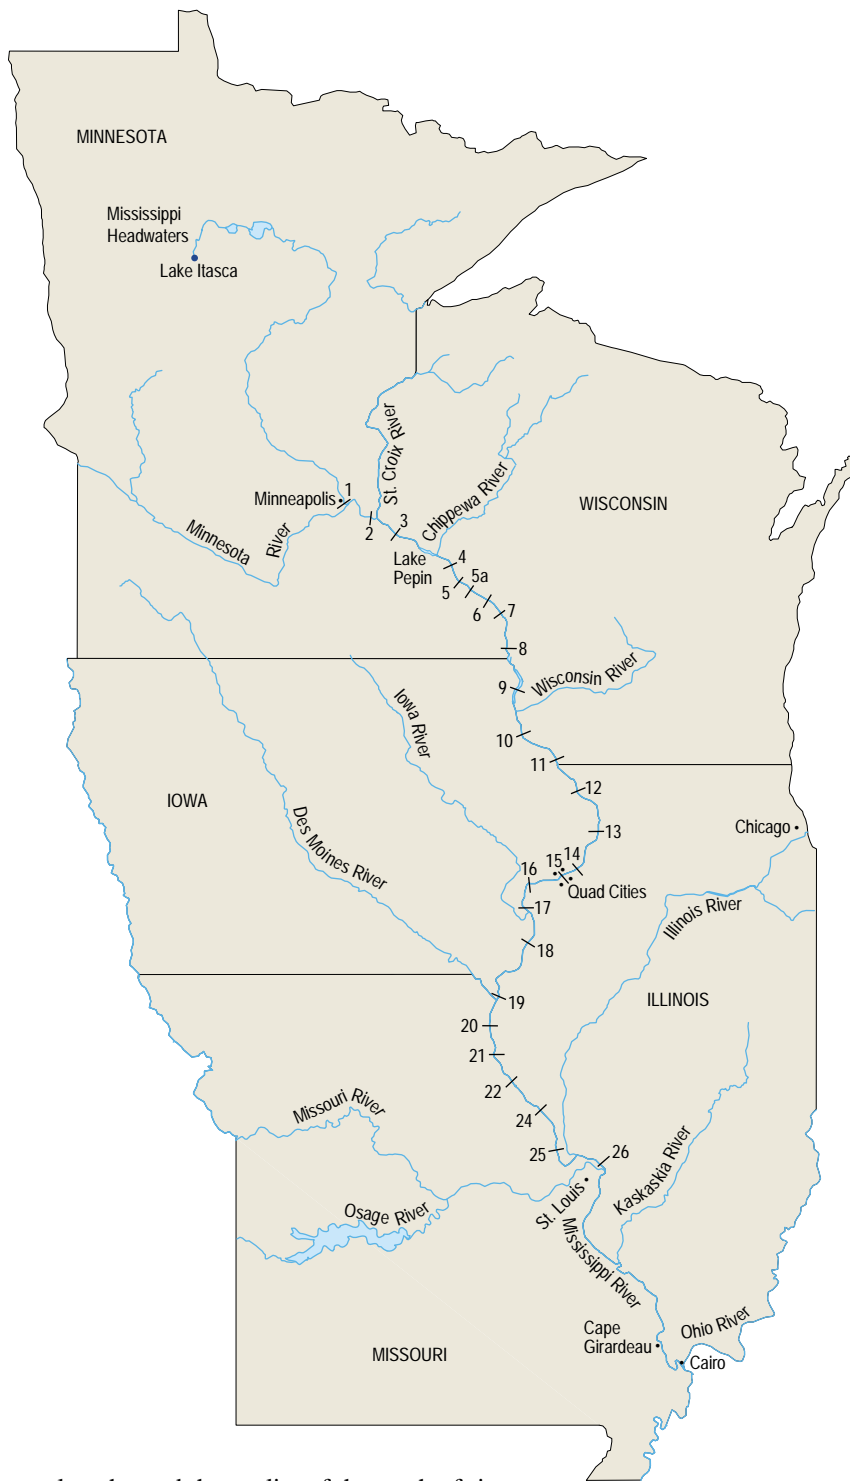 MINNESOTA
Mississippi
Headwaters
Lake Itasca
St. Croix River
Minneapolis
1
2
3
Chippewa River
WISCONSIN
Minnesota
River
Lake
Pepin
4
5a
5
6
7
8
Wisconsin River
9
Iowa River
10
11
12
IOWA
13
Chicago
Des Moines River
16
15
14
Quad Cities
17
Illinois River
18
19
ILLINOIS
20
21
22
24
Missouri River
25
26
Kaskaskia River
St. Louis
Osage River
Mississippi River
Cape
Girardeau
Ohio River
Cairo
MISSOURI